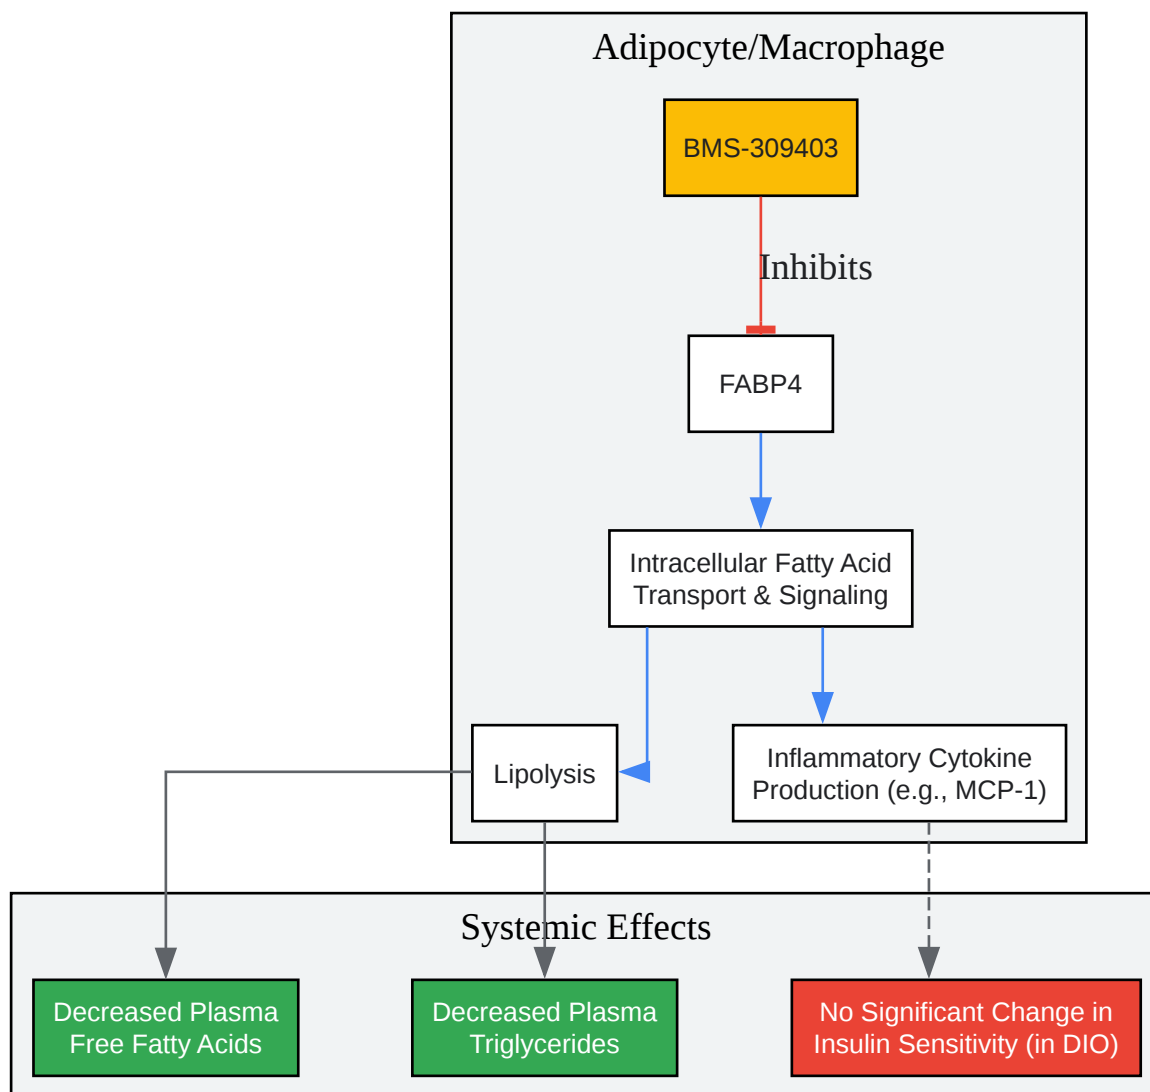 Adipocyte/Macrophage
BMS-309403
Inhibits
FABP4
Intracellular Fatty Acid
Transport & Signaling
Lipolysis
Inflammatory Cytokine
Production (e.g., MCP-1)
Systemic Effects
Decreased Plasma
Free Fatty Acids
Decreased Plasma
Triglycerides
No Significant Change in
Insulin Sensitivity (in DIO)